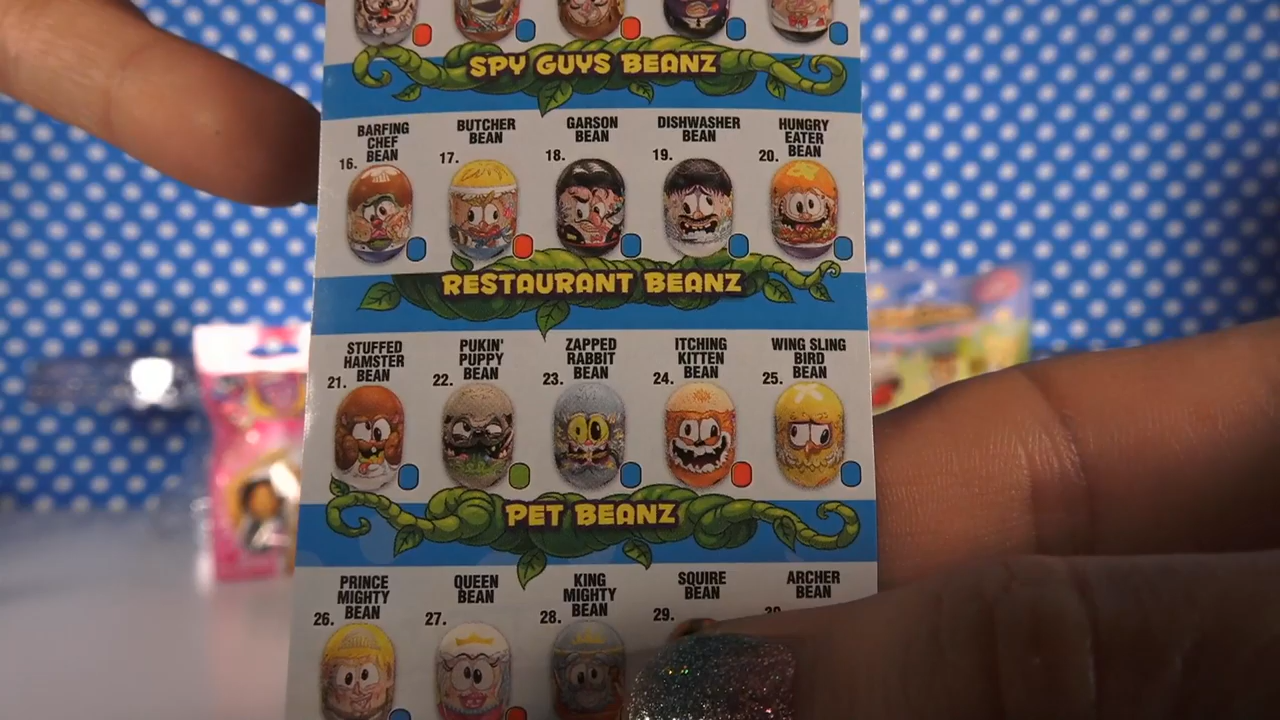 SPY GUYS BEANZ
BARFING
CHEF
BEAN
16.
BUTCHER
BEAN
17.
GARSON
BEAN
18.
DISHWASHER
BEAN
19.
HUNGRY
EATER
BEAN
20.
RESTAURANT BEANZ
STUFFED
HAMSTER
BEAN
21.
PUKIN'
PUPPY
BEAN
22.
ZAPPED
RABBIT
BEAN
23.
ITCHING
KITTEN
BEAN
24.
WING SLING
BIRD
BEAN
25.
PET BEANZ
PRINCE
MIGHTY
BEAN
26.
QUEEN
BEAN
27.
KING
MIGHTY
BEAN
28.
SQUIRE
BEAN
29.
ARCHER
BEAN